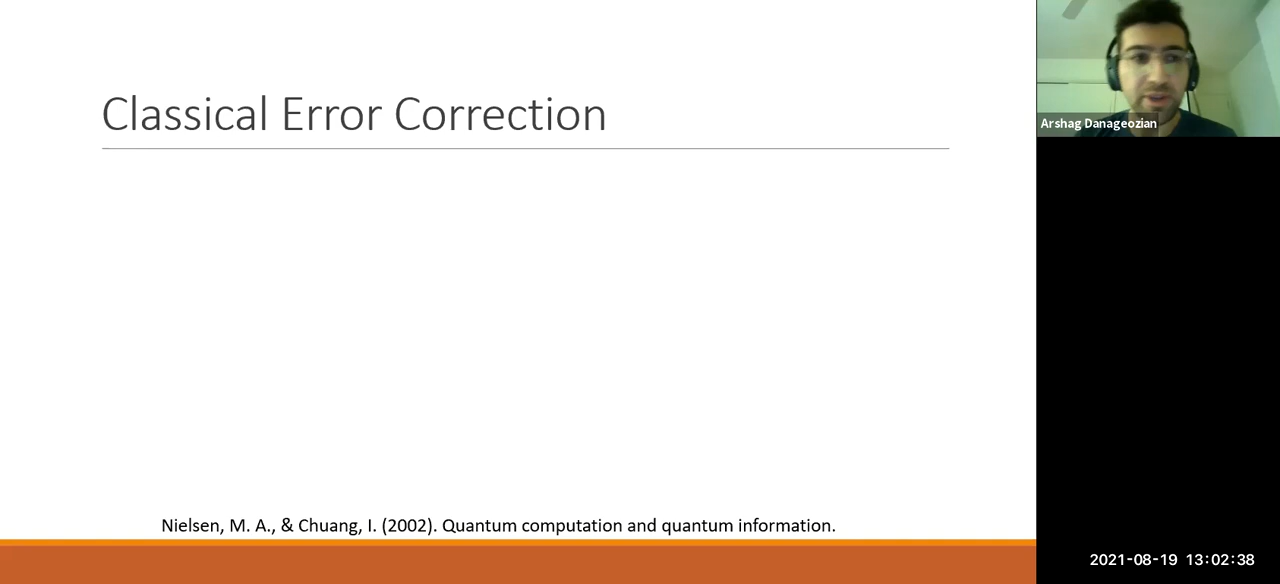 Classical Error Correction
Nielsen, M. A., & Chuang, I. (2002). Quantum computation and quantum information.
Arshag Danageozian
2021-08-19 13:02:38